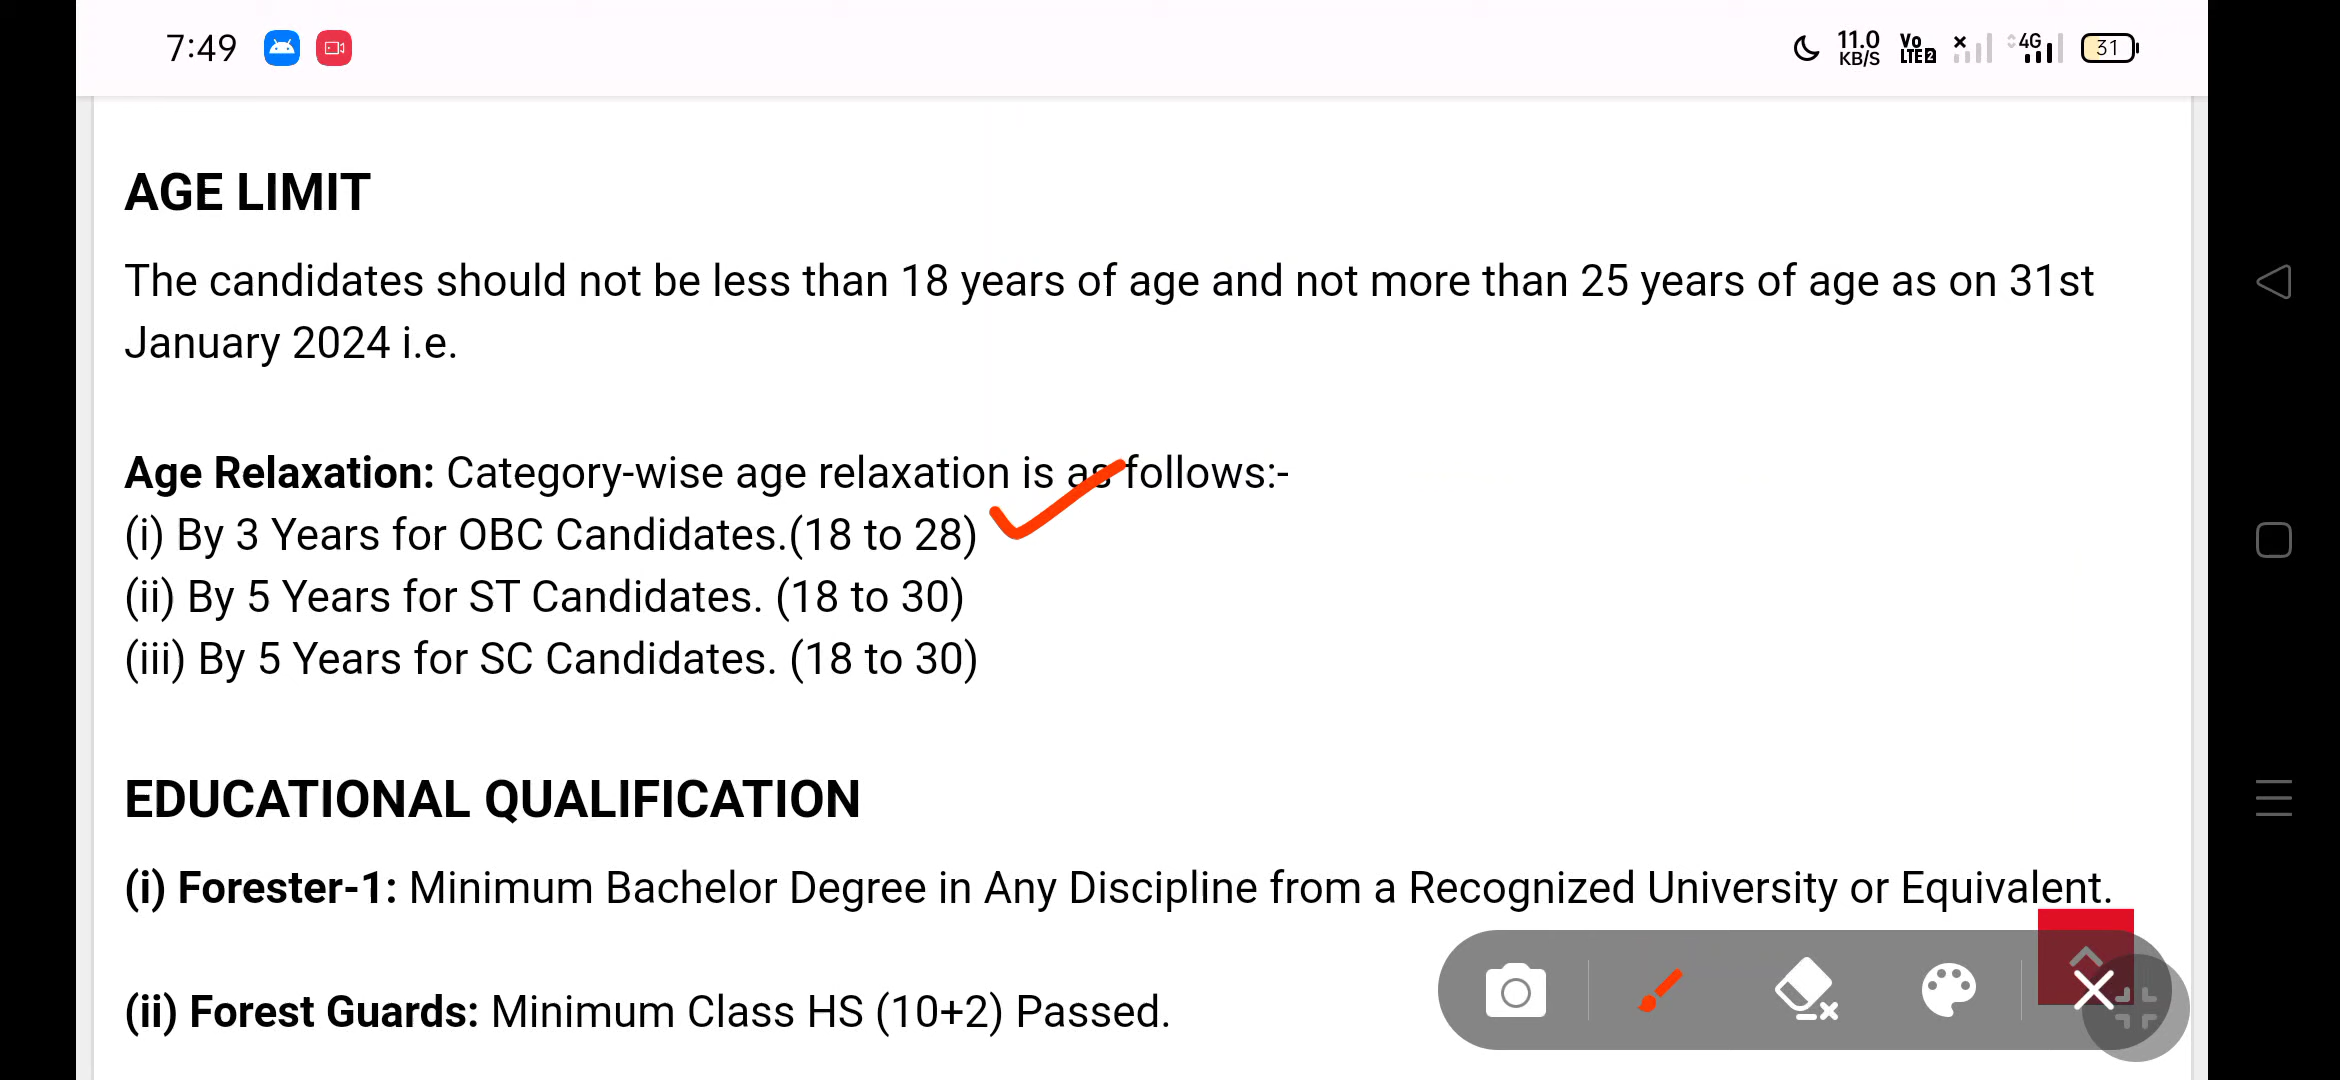 7:49
11.0 KB/S Vo LTE 2 4G 31
AGE LIMIT
The candidates should not be less than 18 years of age and not more than 25 years of age as on 31st
January 2024 i.e.
Age Relaxation: Category-wise age relaxation is as follows:-
(i) By 3 Years for OBC Candidates.(18 to 28)
(ii) By 5 Years for ST Candidates. (18 to 30)
(iii) By 5 Years for SC Candidates. (18 to 30)
EDUCATIONAL QUALIFICATION
(i) Forester-1: Minimum Bachelor Degree in Any Discipline from a Recognized University or Equivalent.
(ii) Forest Guards: Minimum Class HS (10+2) Passed.